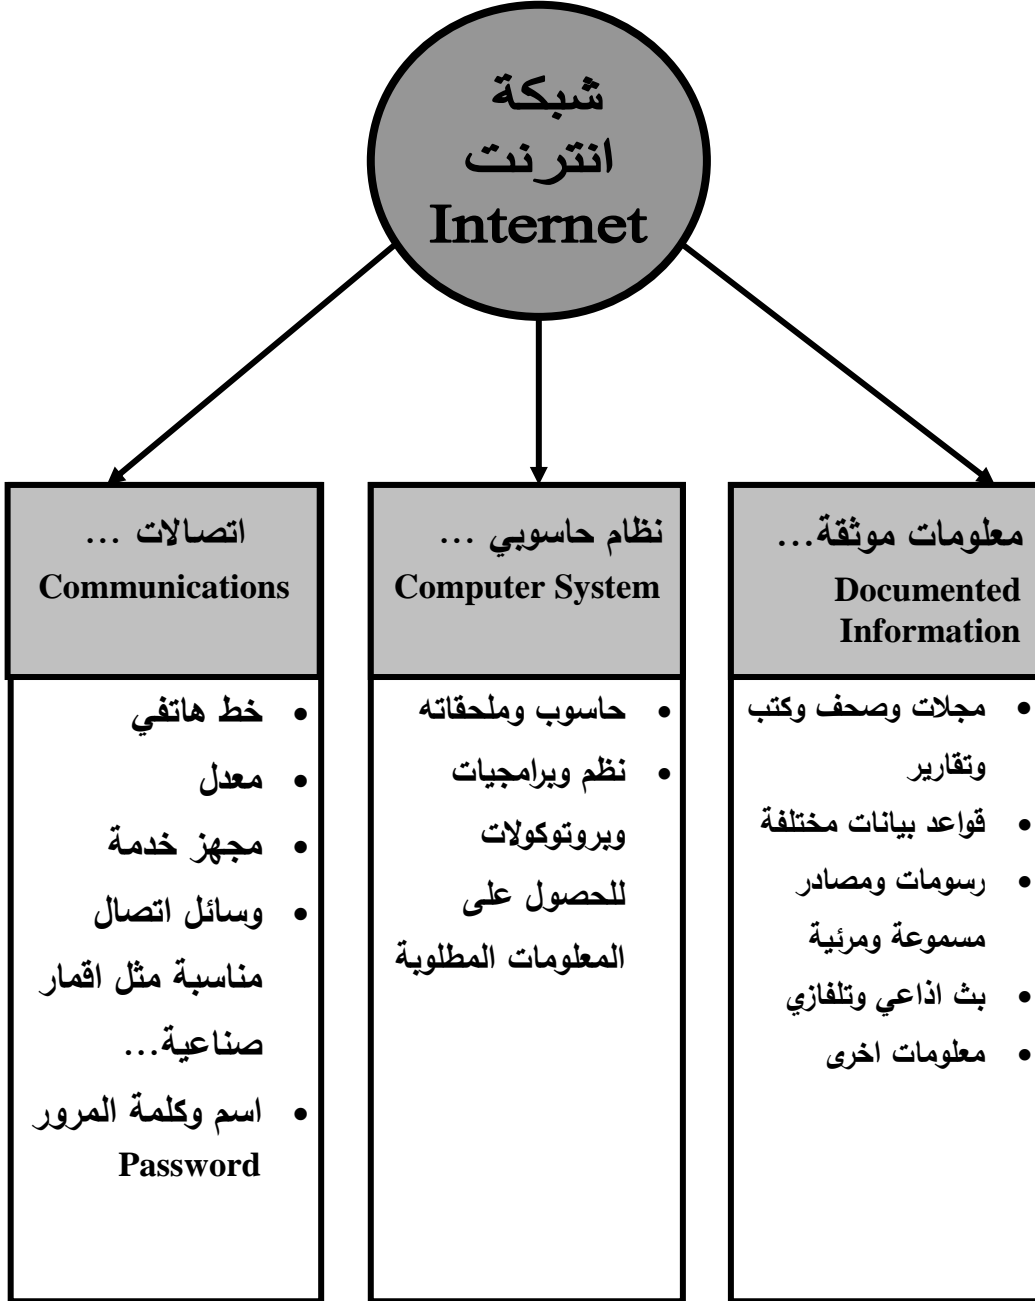 شبكة
انترنت
Internet
معلومات موثقة...
Documented
Information
• مجلات وصحف وكتب
وتقارير
• قواعد بيانات مختلفة
• رسومات ومصادر
مسموعة ومرئية
• بث اذاعي وتلفازي
• معلومات اخرى
نظام حاسوبي ...
Computer System
• حاسوب وملحقاته
• نظم وبرامجيات
وبروتوكولات
للحصول على
المعلومات المطلوبة
اتصالات ...
Communications
• خط هاتفي
• معدل
• مجهز خدمة
• وسائل اتصال
مناسبة مثل اقمار
صناعية...
• اسم وكلمة المرور
Password